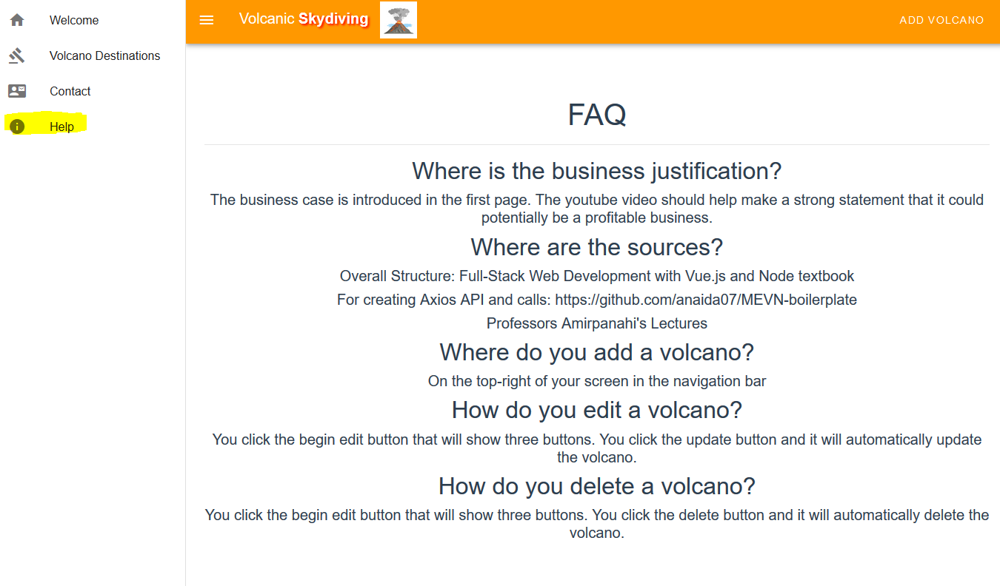 Welcome
Volcano Destinations
Contact
Help
Volcanic Skydiving
ADD VOLCANO
FAQ
Where is the business justification?
The business case is introduced in the first page. The youtube video should help make a strong statement that it could
potentially be a profitable business.
Where are the sources?
Overall Structure: Full-Stack Web Development with Vue.js and Node textbook
For creating Axios API and calls: https://github.com/anaida07/MEVN-boilerplate
Professors Amirpanahi's Lectures
Where do you add a volcano?
On the top-right of your screen in the navigation bar
How do you edit a volcano?
You click the begin edit button that will show three buttons. You click the update button and it will automatically update
the volcano.
How do you delete a volcano?
You click the begin edit button that will show three buttons. You click the delete button and it will automatically delete the
volcano.